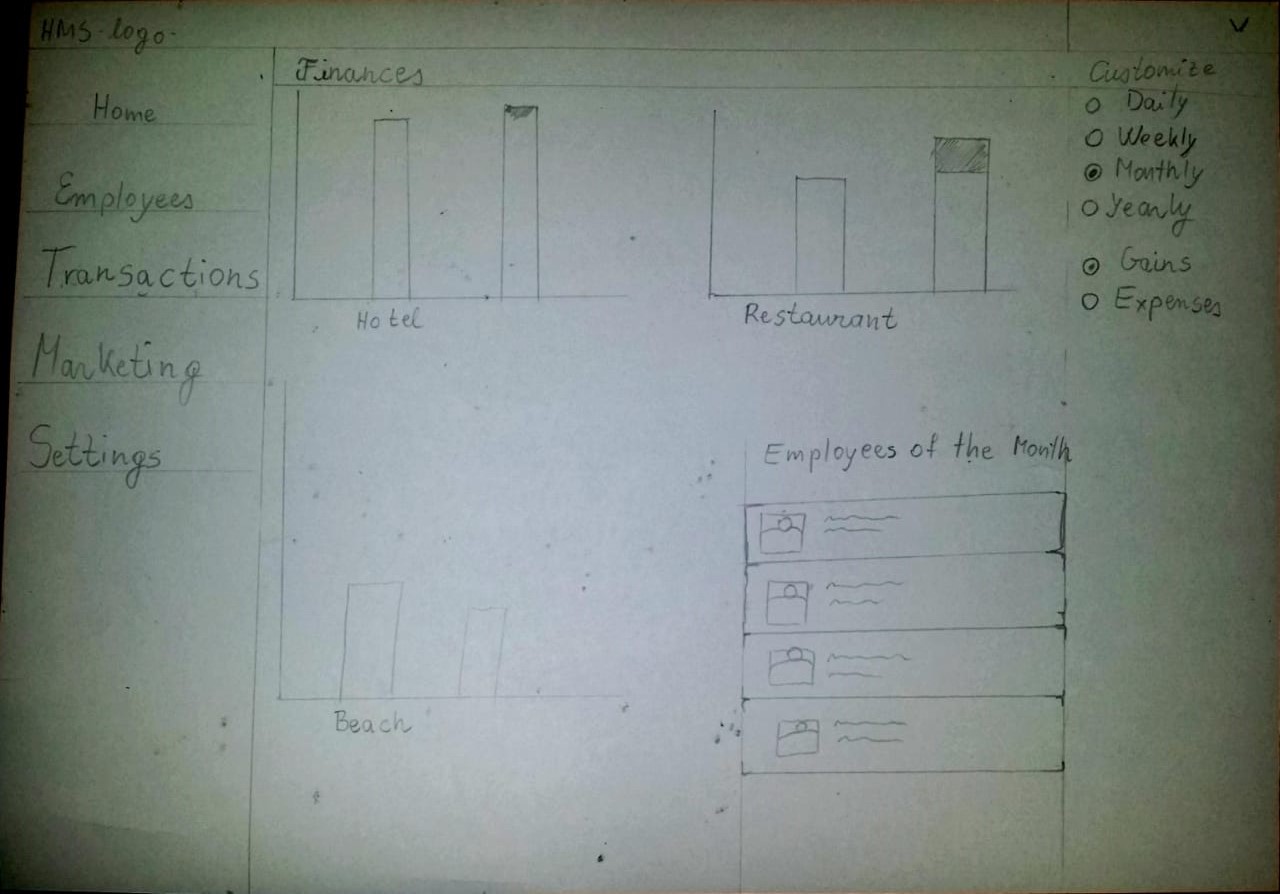 HMS-logo-
Home
Employees
Transactions
Marketing
Settings
Finances
Hotel
Restaurant
Beach
Employees of the Month
Customize
Daily
Weekly
Monthly
Yearly
Gains
Expenses